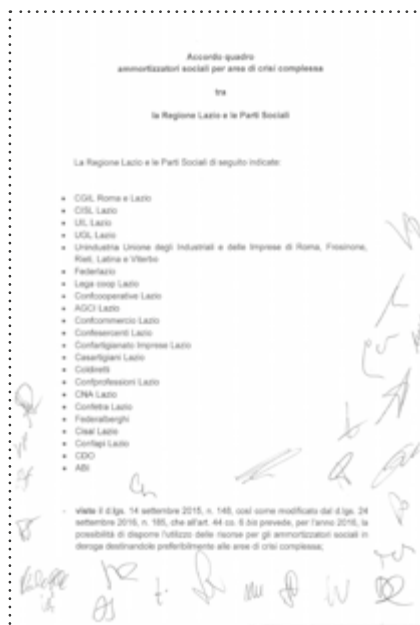 Accordo quadro
ammortizzatori sociali per area di crisi complessa
tra
la Regione Lazio e le Parti Sociali
La Regione Lazio e le Parti Sociali di seguito indicate:
CGIL Roma e Lazio
CISL Lazio
UIL Lazio
UGL Lazio
Unindustria Unione degli Industriali e delle Imprese di Roma, Frosinone,
Rieti, Latina e Viterbo
Federlazio
Lega coop Lazio
Confcooperative Lazio
AGCI Lazio
Confcommercio Lazio
Confesercenti Lazio
Confartigianato Imprese Lazio
Casartigiani Lazio
Coldiretti
Confprofessioni Lazio
CNA Lazio
Confetra Lazio
Federalberghi
Cisal Lazio
Confapi Lazio
CDO
ABI
- visto il d.lgs. 14 settembre 2015, n. 148, così come modificato dal d.lgs. 24
settembre 2016, n. 185, che all'art. 44 co. 6 bis prevede, per l'anno 2016, la
possibilità di disporre l'utilizzo delle risorse per gli ammortizzatori sociali in
deroga destinandole preferibilmente alle aree di crisi complessa;